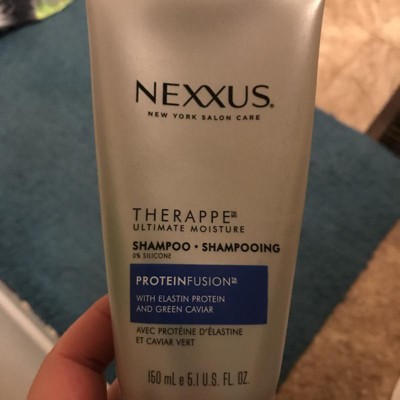 NEXXUS®
NEW YORK SALON CARE
THERAPPE
ULTIMATE MOISTURE
SHAMPOO • SHAMPOOING
0% SILICONE
PROTEINFUSION
WITH ELASTIN PROTEIN
AND GREEN CAVIAR
AVEC PROTÉINE D'ÉLASTINE
ET CAVIAR VERT
150 mL e 5.1 U.S. FL. OZ.